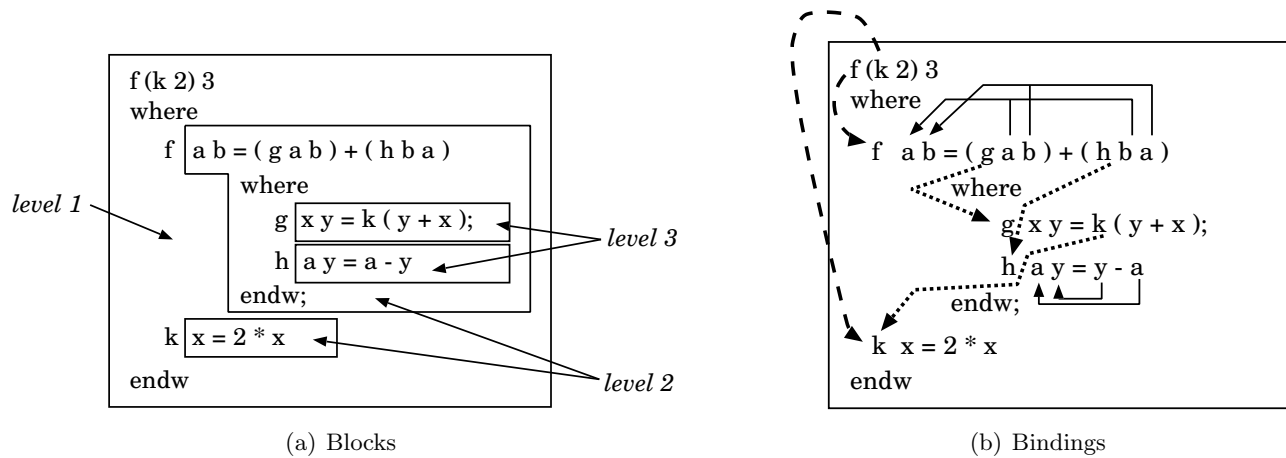 f (k 2) 3
where
f a b = ( g a b ) + ( h b a )
where
level 1
g x y = k ( y + x );
level 3
h a y = a - y
endw;
k x = 2 * x
level 2
endw
(a) Blocks
f (k 2) 3
where
f a b = ( g a b ) + ( h b a )
where
g x y = k ( y + x );
h a y = y - a
endw;
k x = 2 * x
endw
(b) Bindings